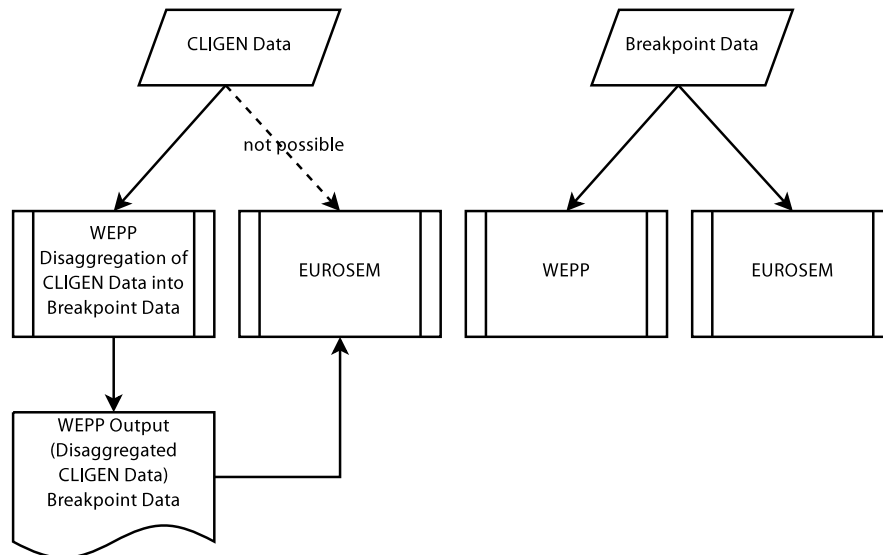 CLIGEN Data
Breakpoint Data
not possible
WEPP
Disaggregation of
CLIGEN Data into
Breakpoint Data
EUROSEM
WEPP
EUROSEM
WEPP Output
(Disaggregated
CLIGEN Data)
Breakpoint Data